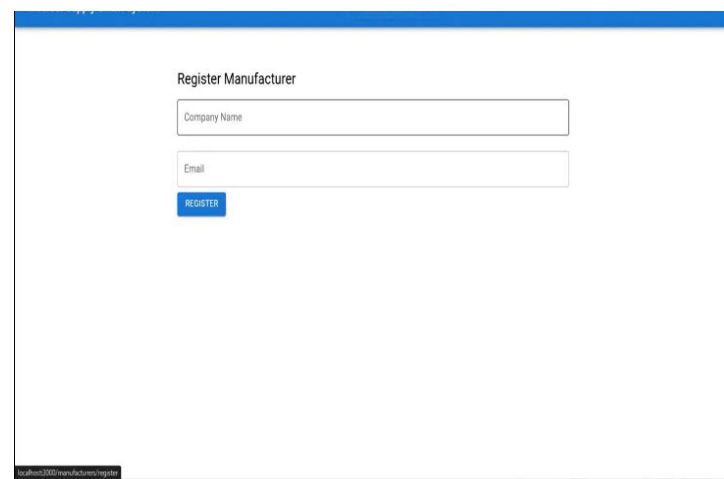 Register Manufacturer
Company Name
Email
REGISTER
localhost:3000/manufacturers/register